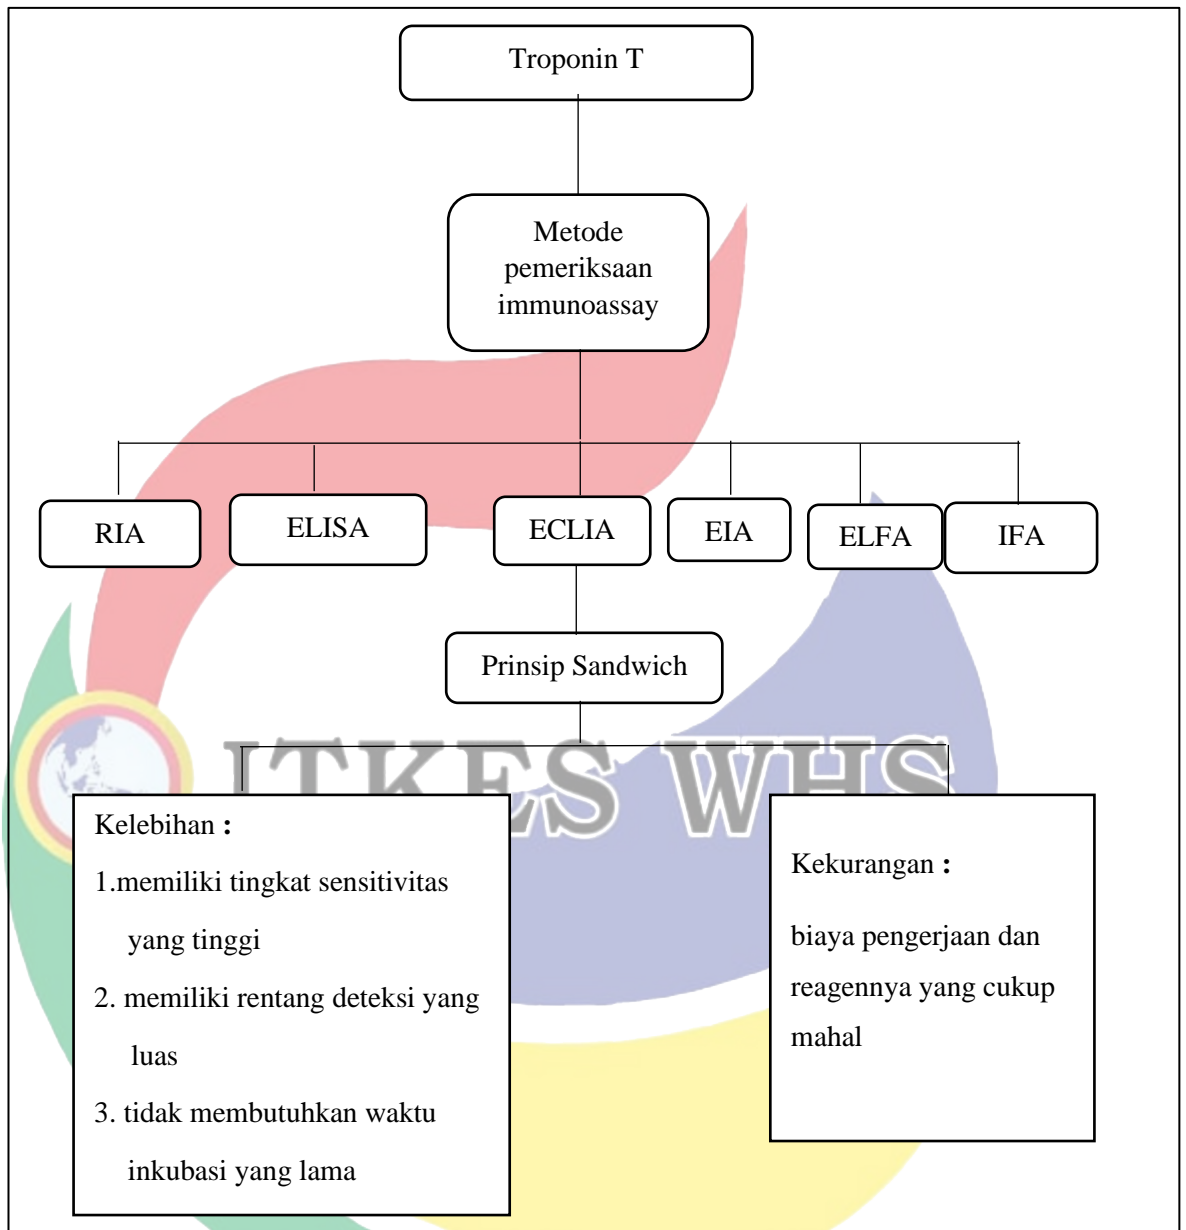 Troponin T
Metode
pemeriksaan
immunoassay
RIA
ELISA
ECLIA
EIA
ELFA
IFA
Prinsip Sandwich
ITKES WHS
Kelebihan :
1.memiliki tingkat sensitivitas
yang tinggi
2. memiliki rentang deteksi yang
luas
3. tidak membutuhkan waktu
inkubasi yang lama
Kekurangan :
biaya pengerjaan dan
reagennya yang cukup
mahal